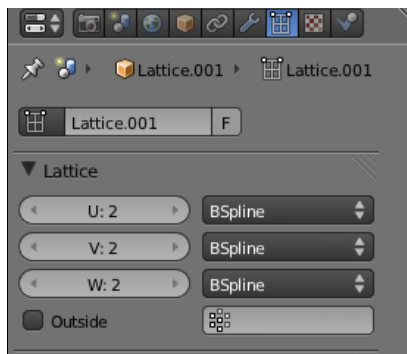 Lattice.001 Lattice.001
Lattice.001 F
Lattice
U: 2 BSpline
V: 2 BSpline
W: 2 BSpline
Outside